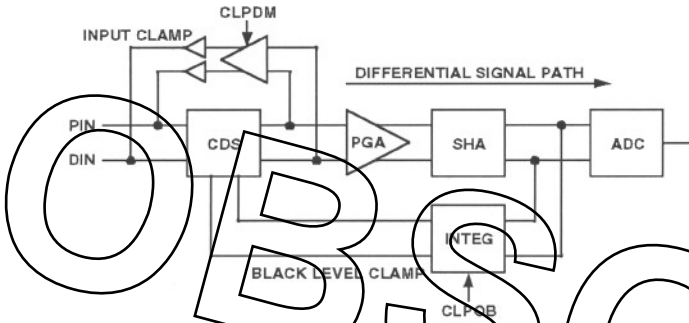 CLPDM
INPUT CLAMP
DIFFERENTIAL SIGNAL PATH
PIN
CDS
PGA
SHA
ADC
DIN
INTEG
BLACK LEVEL CLAMP
CLPOB
OBSO